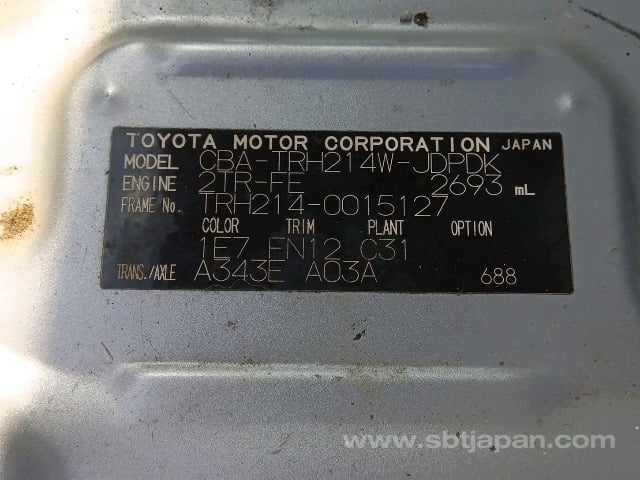 TOYOTA MOTOR CORPORATION JAPAN
MODEL CBA-TRH214W-JDPDK
ENGINE 2TR-FE 2693 mL
FRAME No. TRH214-0015127
COLOR TRIM PLANT OPTION
1E7 FN12 C31
TRANS./AXLE A343E A03A 688
www.sbtjapan.com